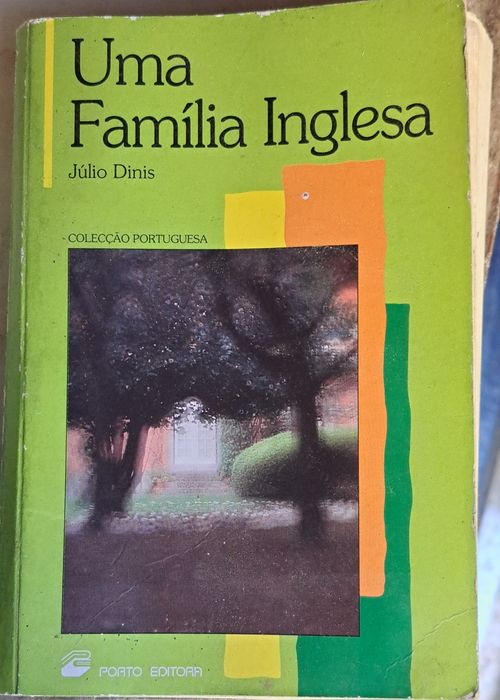 Uma
Família Inglesa
Júlio Dinis
COLECÇÃO PORTUGUESA
PORTO EDITORA